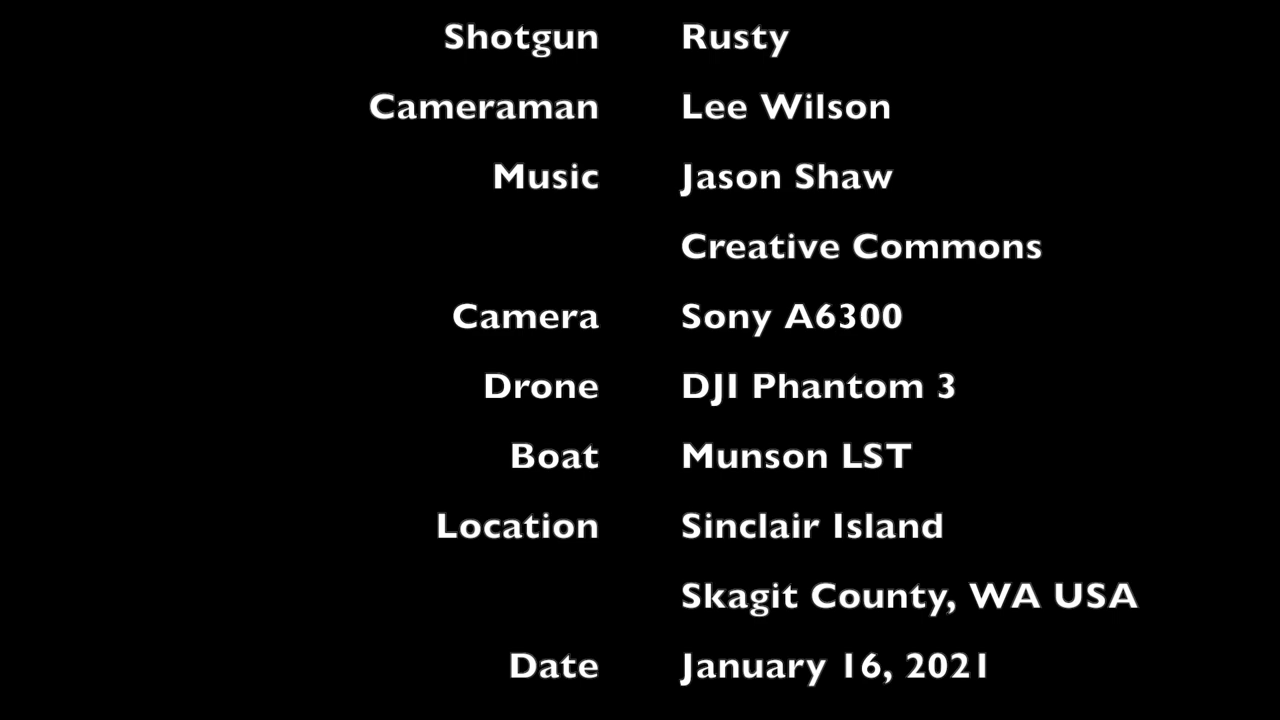 Shotgun Rusty
Cameraman Lee Wilson
Music Jason Shaw
Creative Commons
Camera Sony A6300
Drone DJI Phantom 3
Boat Munson LST
Location Sinclair Island
Skagit County, WA USA
Date January 16, 2021